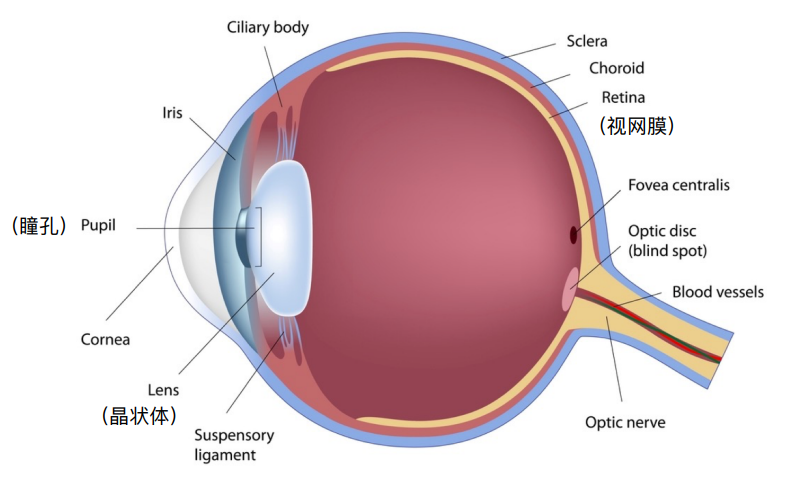 Ciliary body
Sclera
Choroid
Retina
（视网膜）
Iris
Fovea centralis
（瞳孔） Pupil
Optic disc
(blind spot)
Blood vessels
Cornea
Lens
（晶状体）
Suspensory
ligament
Optic nerve